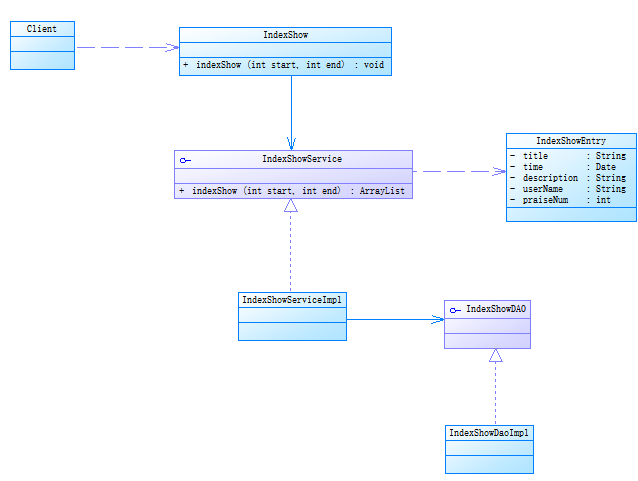 Client
IndexShow
+ indexShow (int start, int end) : void
IndexShowService
+ indexShow (int start, int end) : ArrayList
IndexShowEntry
- title : String
- time : Date
- description : String
- userName : String
- praiseNum : int
IndexShowServiceImpl
IndexShowDAO
IndexShowDaoImpl